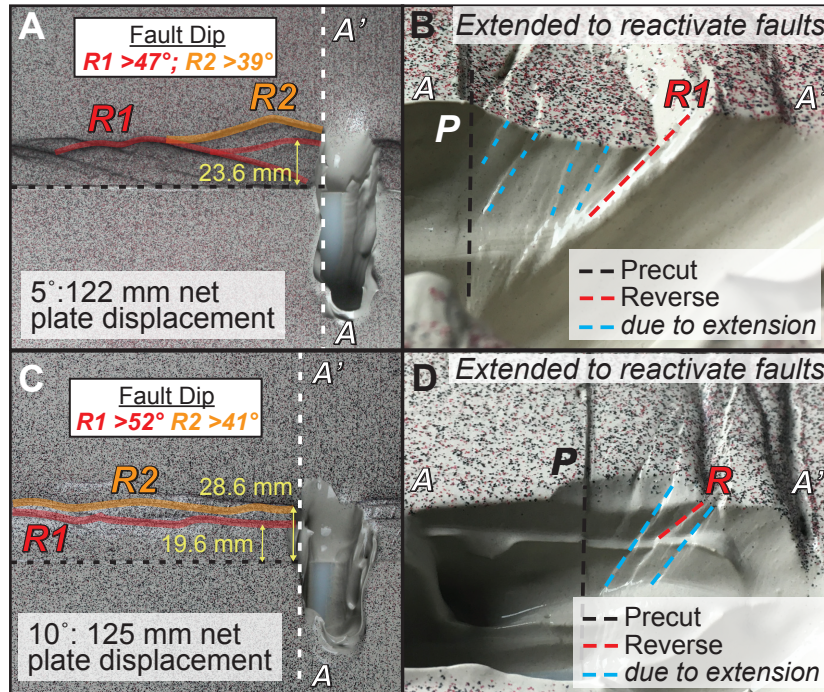 A
Fault Dip
R1 >47°; R2 >39°
A'
R1
R2
23.6 mm
5°:122 mm net
plate displacement
A
B
Extended to reactivate faults
A
R1
A'
P
Precut
Reverse
due to extension
C
Fault Dip
R1 >52° R2 >41°
A'
R2
28.6 mm
R1
19.6 mm
10°: 125 mm net
plate displacement
A
D
Extended to reactivate faults
P
A
R
A'
Precut
Reverse
due to extension